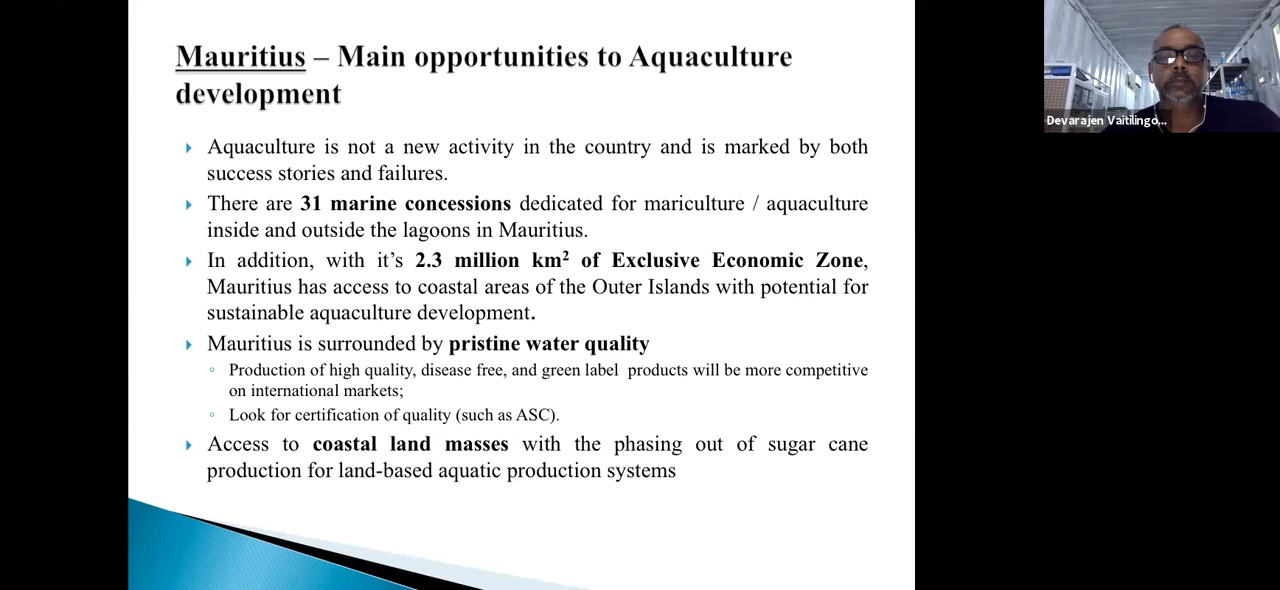 Mauritius – Main opportunities to Aquaculture
development
Aquaculture is not a new activity in the country and is marked by both
success stories and failures.
There are 31 marine concessions dedicated for mariculture / aquaculture
inside and outside the lagoons in Mauritius.
In addition, with it’s 2.3 million km² of Exclusive Economic Zone,
Mauritius has access to coastal areas of the Outer Islands with potential for
sustainable aquaculture development.
Mauritius is surrounded by pristine water quality
Production of high quality, disease free, and green label products will be more competitive
on international markets;
Look for certification of quality (such as ASC).
Access to coastal land masses with the phasing out of sugar cane
production for land-based aquatic production systems
Devarajen Vaitilingo...